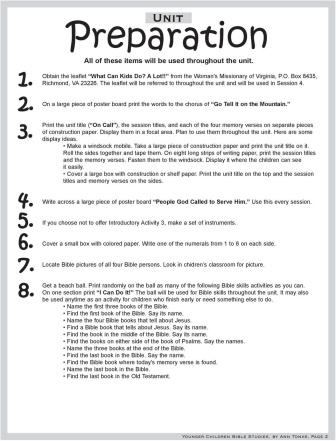 UNIT
Preparation
All of these items will be used throughout the unit.
1. Obtain the leaflet “What Can Kids Do? A Lot!!” from the Woman's Missionary of Virginia, P.O. Box 8435,
Richmond, VA 23226. The leaflet will be referred to throughout the unit and will be used in Session 4.
2. On a large piece of poster board print the words to the chorus of “Go Tell It on the Mountain.”
3. Print the unit title (“On Call”), the session titles, and each of the four memory verses on separate pieces
of construction paper. Display them in a focal area. Plan to use them throughout the unit. Here are some
display ideas.
• Make a windsock mobile. Take a large piece of construction paper and print the unit title on it.
Roll the sides together and tape them. On eight long strips of writing paper, print the session titles
and the memory verses. Fasten them to the windsock. Display it where the children can see
it easily.
• Cover a large box with construction or shelf paper. Print the unit title on the top and the session
titles and memory verses on the sides.
4. Write across a large piece of poster board “People God Called to Serve Him.” Use this every session.
5. If you choose not to offer Introductory Activity 3, make a set of instruments.
6. Cover a small box with colored paper. Write one of the numerals from 1 to 6 on each side.
7. Locate Bible pictures of all four Bible persons. Look in chidren's classroom for picture.
8. Get a beach ball. Print randomly on the ball as many of the following Bible skills activities as you can.
On one section print “I Can Do It!” The ball will be used for Bible skills throughout the unit. It may also
be used anytime as an activity for children who finish early or need something else to do.
• Name the first three books of the Bible.
• Find the first book of the Bible. Say its name.
• Name the four Bible books that tell about Jesus.
• Find a Bible book that tells about Jesus. Say its name.
• Find the book in the middle of the Bible. Say its name.
• Find the books on either side of the book of Psalms. Say the names.
• Name the three books at the end of the Bible.
• Find the last book in the Bible. Say the name.
• Find the Bible book where today's memory verse is found.
• Name the last book in the Bible.
• Find the last book in the Old Testament.
YOUNGER CHILDREN BIBLE STUDIES, BY ANN TONKS, PAGE 2